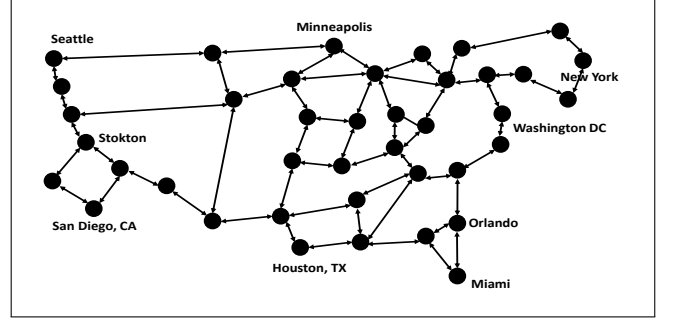 Minneapolis
Seattle
New York
Washington DC
Stokton
San Diego, CA
Orlando
Houston, TX
Miami